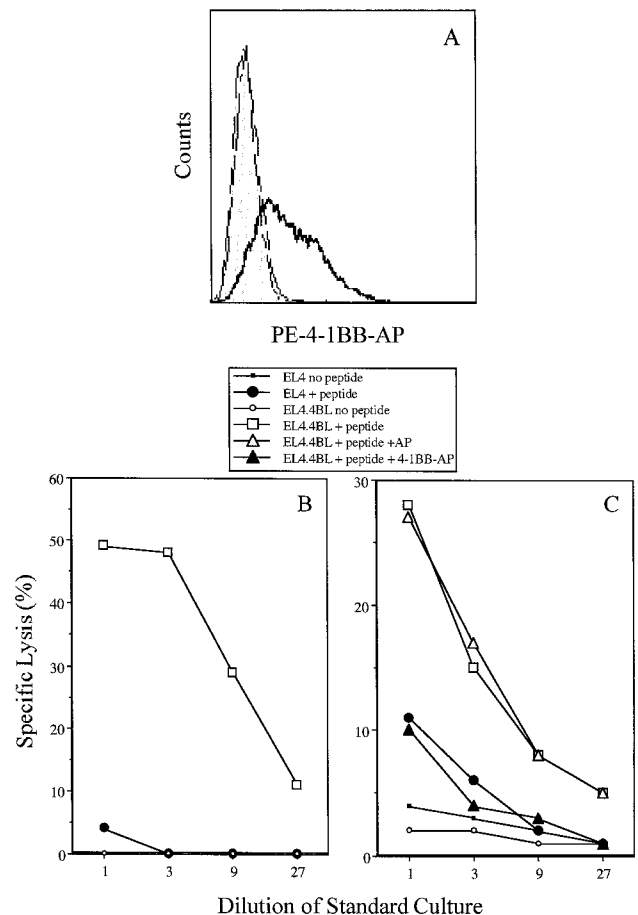 A
Counts
PE-4-1BB-AP
EL4 no peptide
EL4 + peptide
EL4.4BL no peptide
EL4.4BL + peptide
EL4.4BL + peptide +AP
EL4.4BL + peptide + 4-1BB-AP
B
C
Specific Lysis (%)
60
50
40
30
20
10
0
30
20
10
0
1 3 9 27
1 3 9 27
Dilution of Standard Culture